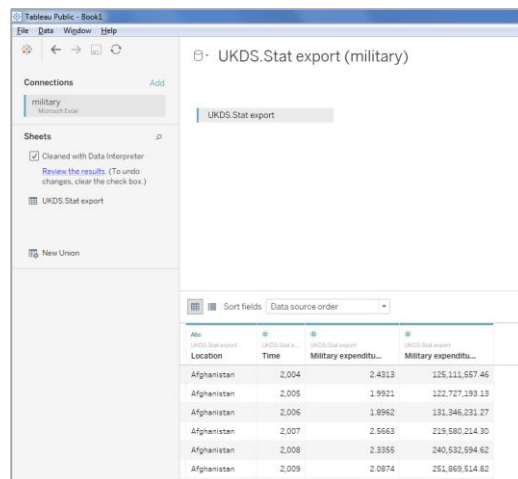 Tableau Public - Book1
File Data Window Help
UKDS.Stat export (military)
Connections Add
military
Microsoft Excel
UKDS.Stat export
Sheets
Cleaned with Data Interpreter
Review the results. (To undo
changes, clear the check box.)
UKDS.Stat export
New Union
Sort fields Data source order
Abc # # #
UKDS.Stat export UKDS.Stat e... UKDS.Stat export UKDS.Stat export
Location Time Military expenditu... Military expenditu...
Afghanistan 2,004 2.4313 125,111,557.46
Afghanistan 2,005 1.9921 122,727,193.13
Afghanistan 2,006 1.8962 131,346,231.27
Afghanistan 2,007 2.5663 219,580,214.30
Afghanistan 2,008 2.3355 240,532,594.62
Afghanistan 2,009 2.0874 251,869,514.82